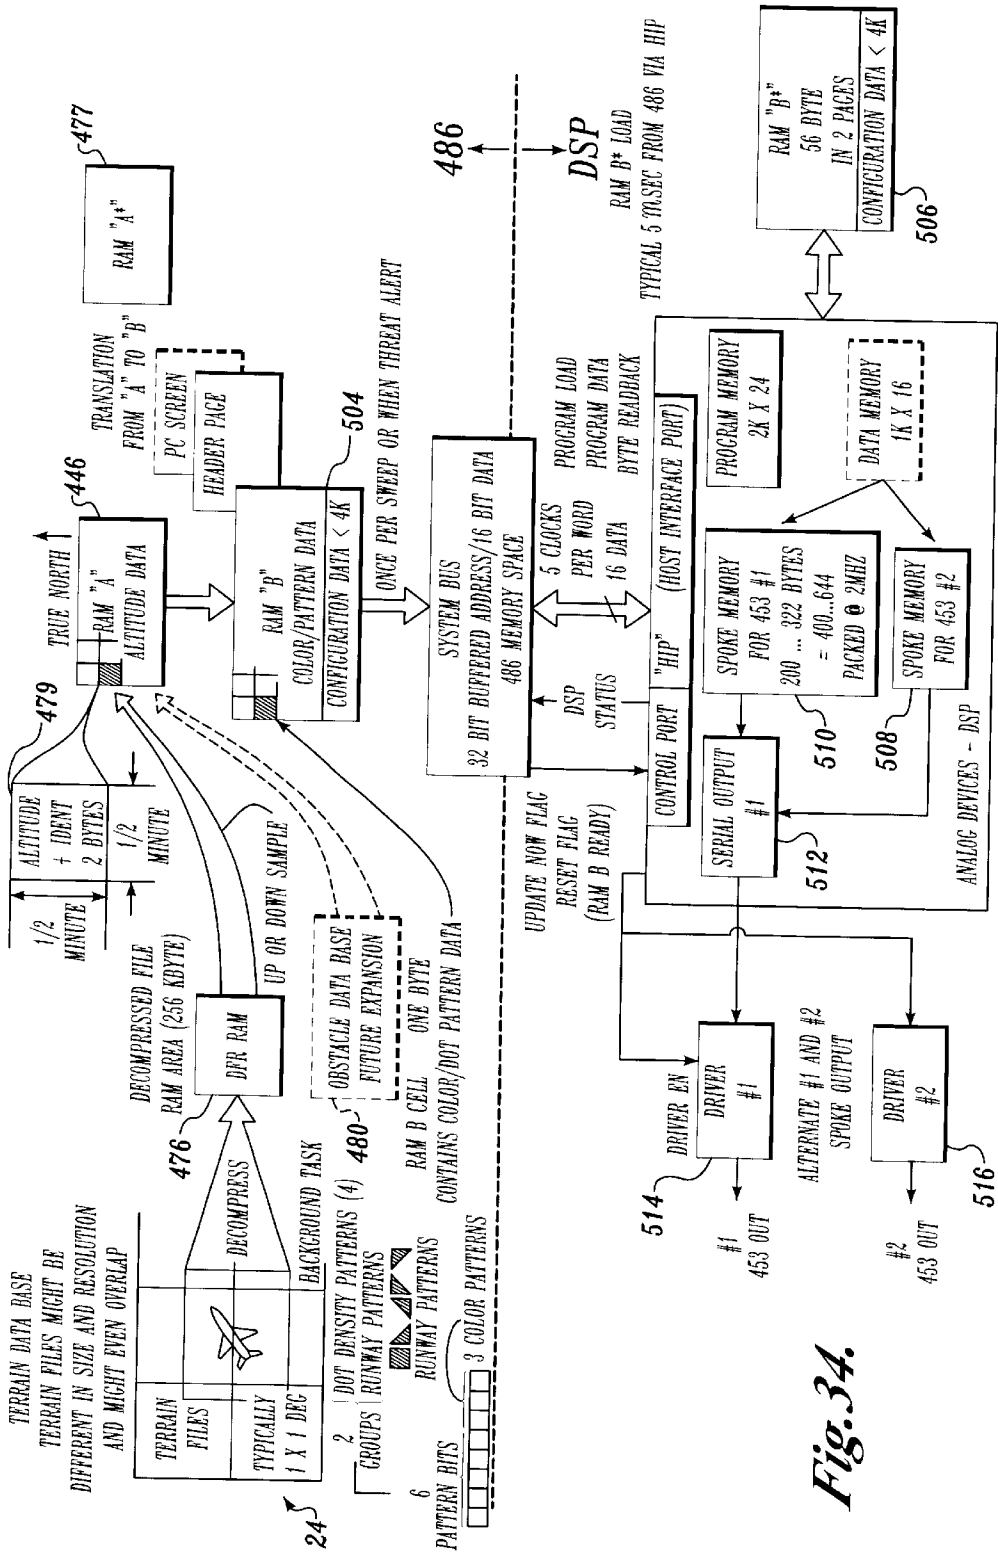 TERRAIN DATA BASE
TERRAIN FILES MIGHT BE
DIFFERENT IN SIZE AND RESOLUTION
AND MIGHT EVEN OVERLAP
TERRAIN
FILES
TYPICALLY
1 X 1 DEG
24
DECOMPRESS
BACKGROUND TASK
DECOMPRESSED FILE
RAM AREA (256 KBYTE)
DFR RAM
476
UP OR DOWN SAMPLE
1/2
MINUTE
ALTITUDE
+ IDENT
2 BYTES
1/2
MINUTE
479
TRUE NORTH
446
RAM "A"
ALTITUDE DATA
TRANSLATION
FROM "A" TO "B"
RAM "A*"
477
PC SCREEN
HEADER PAGE
RAM "B"
COLOR/PATTERN DATA
CONFIGURATION DATA < 4K
504
ONCE PER SWEEP OR WHEN THREAT ALERT
OBSTACLE DATA BASE
FUTURE EXPANSION
480
RAM B CELL ONE BYTE
CONTAINS COLOR/DOT PATTERN DATA
2
GROUPS
DOT DENSITY PATTERNS (4)
RUNWAY PATTERNS
RUNWAY PATTERNS
6
PATTERN BITS
3 COLOR PATTERNS
SYSTEM BUS
32 BIT BUFFERED ADDRESS/16 BIT DATA
486 MEMORY SPACE
486
DSP
RAM B* LOAD
TYPICAL 5 mSEC FROM 486 VIA HIP
UPDATE NOW FLAG
RESET FLAG
(RAM B READY)
DSP
STATUS
5 CLOCKS
PER WORD
16 DATA
PROGRAM LOAD
PROGRAM DATA
BYTE READBACK
CONTROL PORT
"HIP"
(HOST INTERFACE PORT)
PROGRAM MEMORY
2K X 24
DATA MEMORY
1K X 16
SPOKE MEMORY
FOR 453 #1
200 ... 322 BYTES
= 400...644
PACKED @ 2MHZ
510
SPOKE MEMORY
FOR 453 #2
508
SERIAL OUTPUT
#1
512
ANALOG DEVICES - DSP
RAM "B*"
56 BYTE
IN 2 PAGES
CONFIGURATION DATA < 4K
506
DRIVER EN
DRIVER
#1
514
#1
453 OUT
ALTERNATE #1 AND #2
SPOKE OUTPUT
DRIVER
#2
516
#2
453 OUT
Fig.34.